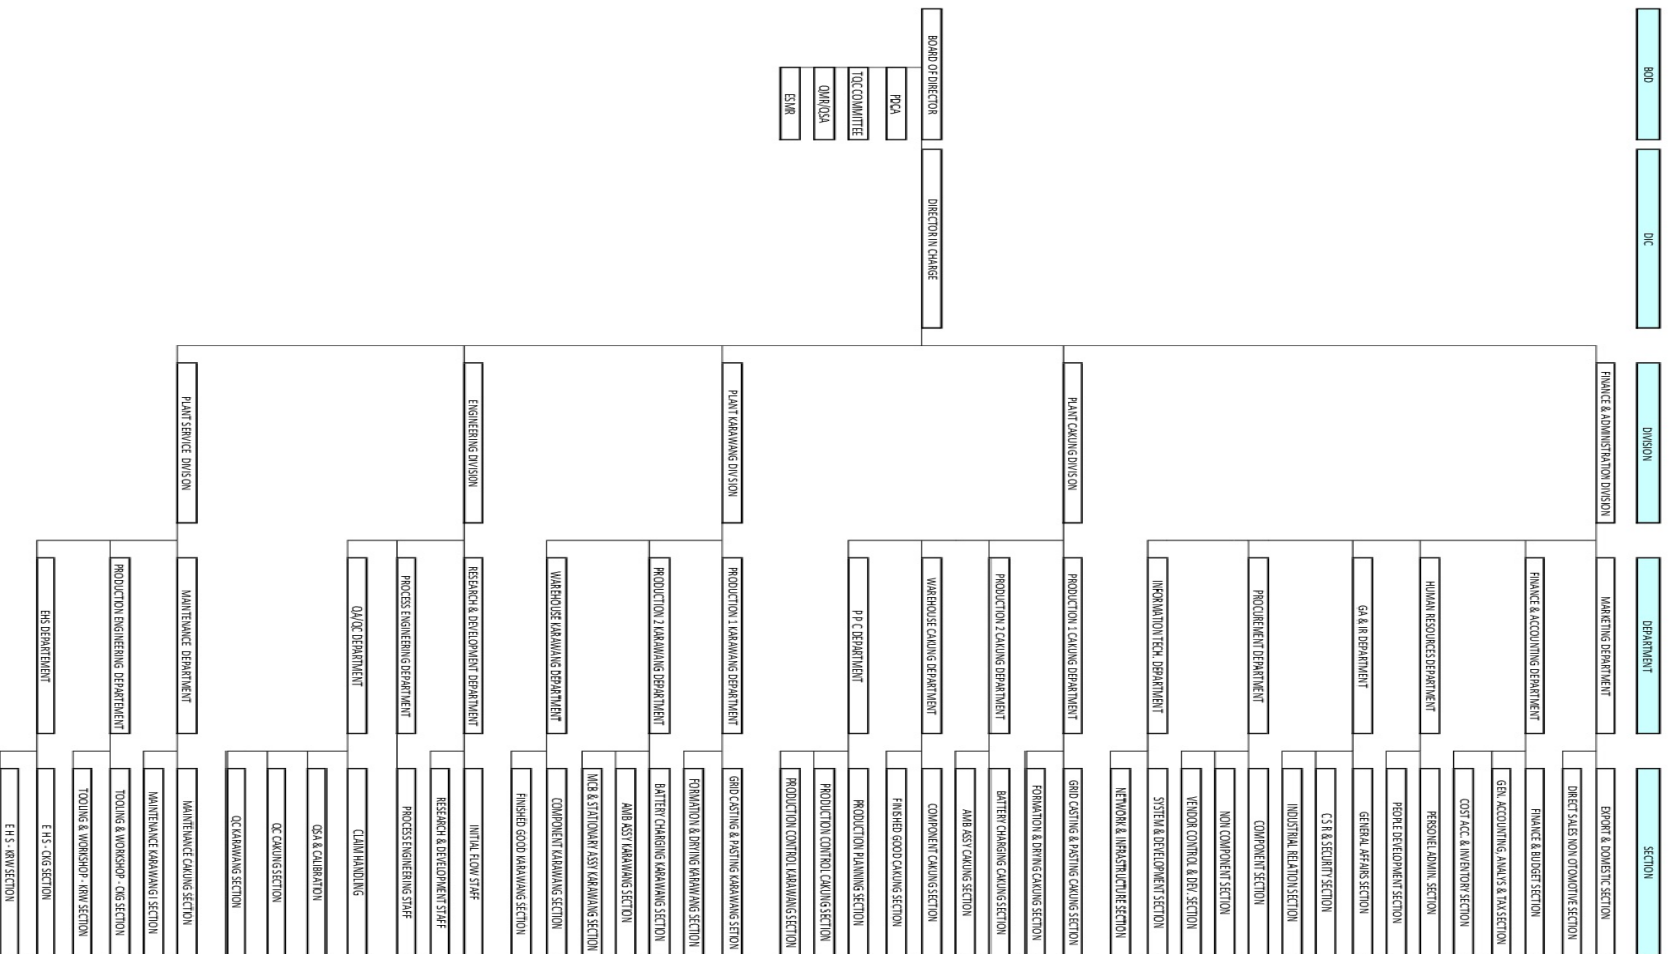 BOD
DIC
DIVISION
DEPARTMENT
SECTION
BOARD OF DIRECTOR
PDCA
TQC COMMITTEE
QMR/QSA
ESMR
DIRECTOR IN CHARGE
FINANCE & ADMINISTRATION DIVISION
PLANT CAKUNG DIVISON
PLANT KARAWANG DIVSION
ENGINEERING DIVISION
PLANT SERVICE DIVISON
MARKETING DEPARTMENT
FINANCE & ACCOUNTING DEPARTMENT
HUMAN RESOURCES DEPARTMENT
GA & IR DEPARTMENT
PROCUREMENT DEPARTMENT
INFORMATION TECH. DEPARTMENT
PRODUCTION 1 CAKUNG DEPARTMENT
PRODUCTION 2 CAKUNG DEPARTMENT
WAREHOUSE CAKUNG DEPARTMENT
P P C DEPARTMENT
PRODUCTION 1 KARAWANG DEPARTMENT
PRODUCTION 2 KARAWANG DEPARTMENT
WAREHOUSE KARAWANG DEPARTMENT
RESEARCH & DEVELOPMENT DEPARTMENT
PROCESS ENGINEERING DEPARTMENT
QA/QC DEPARTMENT
MAINTENANCE DEPARTMENT
PRODUCTION ENGINEERING DEPARTEMENT
EHS DEPARTEMENT
EXPORT & DOMESTIC SECTION
DIRECT SALES NON OTOMOTIVE SECTION
FINANCE & BUDGET SECTION
GEN. ACCOUNTING, ANALYS & TAX SECTION
COST ACC. & INVENTORY SECTION
PERSONEL ADMIN. SECTION
PEOPLE DEVELOPMENT SECTION
GENERAL AFFAIRS SECTION
C S R & SECURITY SECTION
INDUSTRIAL RELATION SECTION
COMPONENT SECTION
NON COMPONENT SECTION
VENDOR CONTROL & DEV. SECTION
SYSTEM & DEVELOPMENT SECTION
NETWORK & INFRASTRUCTURE SECTION
GRID CASTING & PASTING CAKUNG SECTION
FORMATION & DRYING CAKUNG SECTION
BATTERY CHARGING CAKUNG SECTION
AMB ASSY CAKUNG SECTION
COMPONENT CAKUNG SECTION
FINISHED GOOD CAKUNG SECTION
PRODUCTION PLANNING SECTION
PRODUCTION CONTROL CAKUNG SECTION
PRODUCTION CONTROL KARAWANG SECTION
GRID CASTING & PASTING KARAWANG SETION
FORMATION & DRYING KARAWANG SECTION
BATTERY CHARGING KARAWANG SECTION
AMB ASSY KARAWANG SECTION
MCB & STATIONARY ASSY KARAWANG SECTION
COMPONENT KARAWANG SECTION
FINISHED GOOD KARAWANG SECTION
INITIAL FLOW STAFF
RESEARCH & DEVELOPMENT STAFF
PROCESS ENGINEERING STAFF
CLAIM HANDLING
QSA & CALIBRATION
QC CAKUNG SECTION
QC KARAWANG SECTION
MAINTENANCE CAKUNG SECTION
MAINTENANCE KARAWANG I SECTION
TOOLING & WORKSHOP - CKG SECTION
TOOLING & WORKSHOP - KRW SECTION
E H S - CKG SECTION
E H S - KRW SECTION